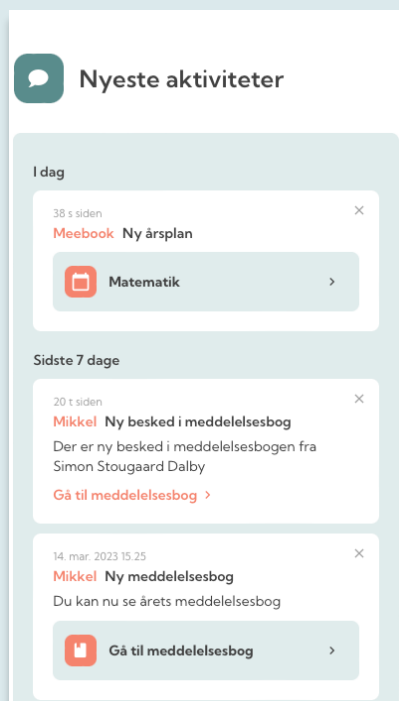 Nyeste aktiviteter
I dag
38 s siden
Meebook Ny årsplan
Matematik
Sidste 7 dage
20 t siden
Mikkel Ny besked i meddelelsesbog
Der er ny besked i meddelelsesbogen fra
Simon Stougaard Dalby
Gå til meddelelsesbog
14. mar. 2023 15.25
Mikkel Ny meddelelsesbog
Du kan nu se årets meddelelsesbog
Gå til meddelelsesbog